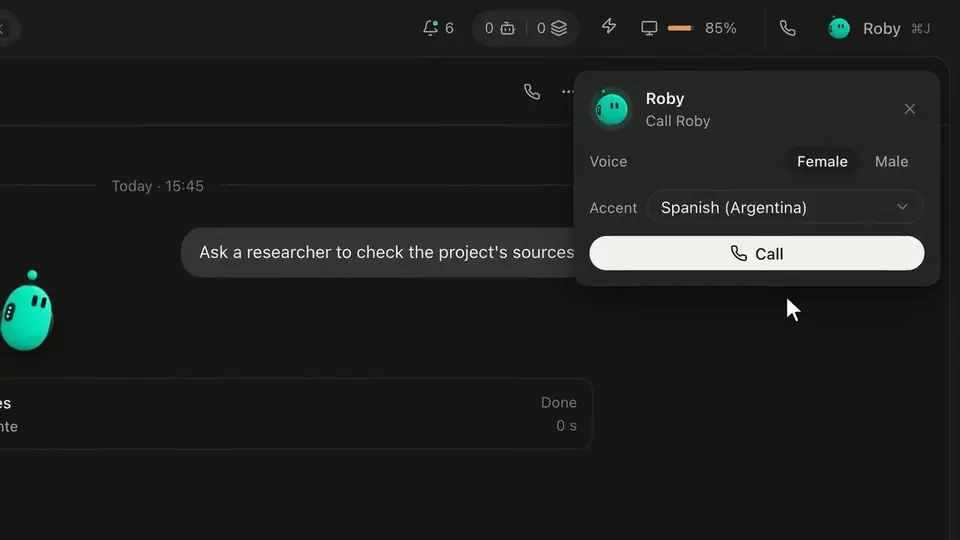 6
0
0
85%
Roby ⌘J
Roby
Call Roby
Voice Female Male
Today · 15:45
Accent Spanish (Argentina)
Ask a researcher to check the project's sources
Call
es Done
nte 0 s